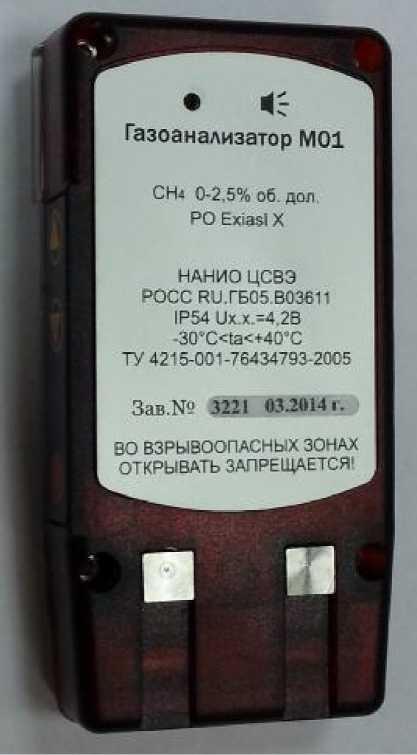 Газоанализатор М01
CH4 0-2,5% об. дол.
РО ExiasI X
НАНИО ЦСВЭ
РОСС RU.ГБ05.В03611
IP54 Uх.х.=4,2В
-30°C<ta<+40°C
ТУ 4215-001-76434793-2005
Зав.№ 3221 03.2014 г.
ВО ВЗРЫВООПАСНЫХ ЗОНАХ
ОТКРЫВАТЬ ЗАПРЕЩАЕТСЯ!